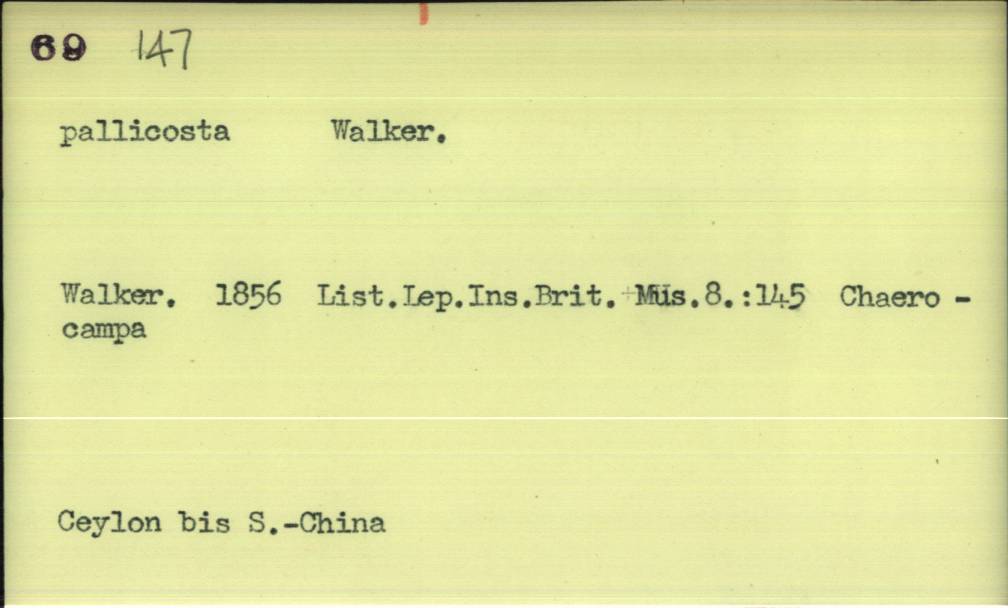 69 147
pallicosta Walker.
Walker. 1856 List.Lep.Ins.Brit. Mus.8.:145 Chaero-
campa
Ceylon bis S.-China